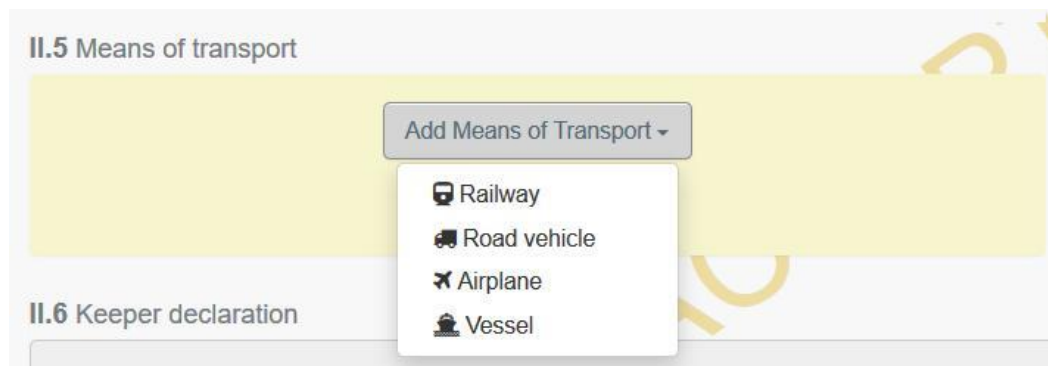 II.5 Means of transport
Add Means of Transport
Railway
Road vehicle
Airplane
Vessel
II.6 Keeper declaration